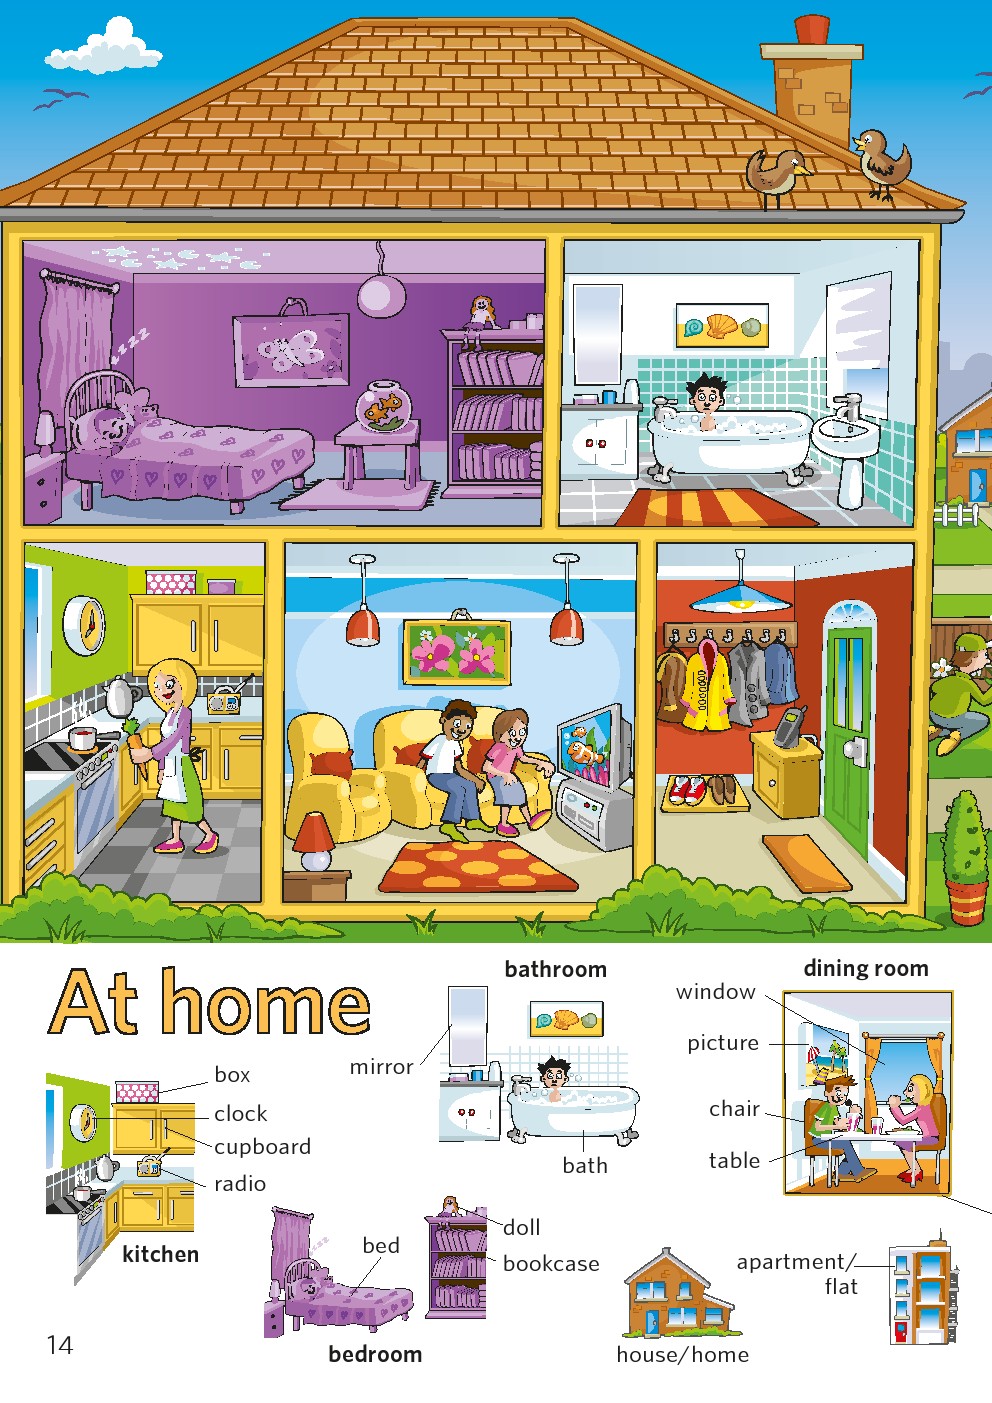 zzzz
At home
bathroom
mirror
bath
dining room
window
picture
chair
table
box
clock
cupboard
radio
kitchen
bed
doll
bookcase
bedroom
house/home
apartment/
flat
14